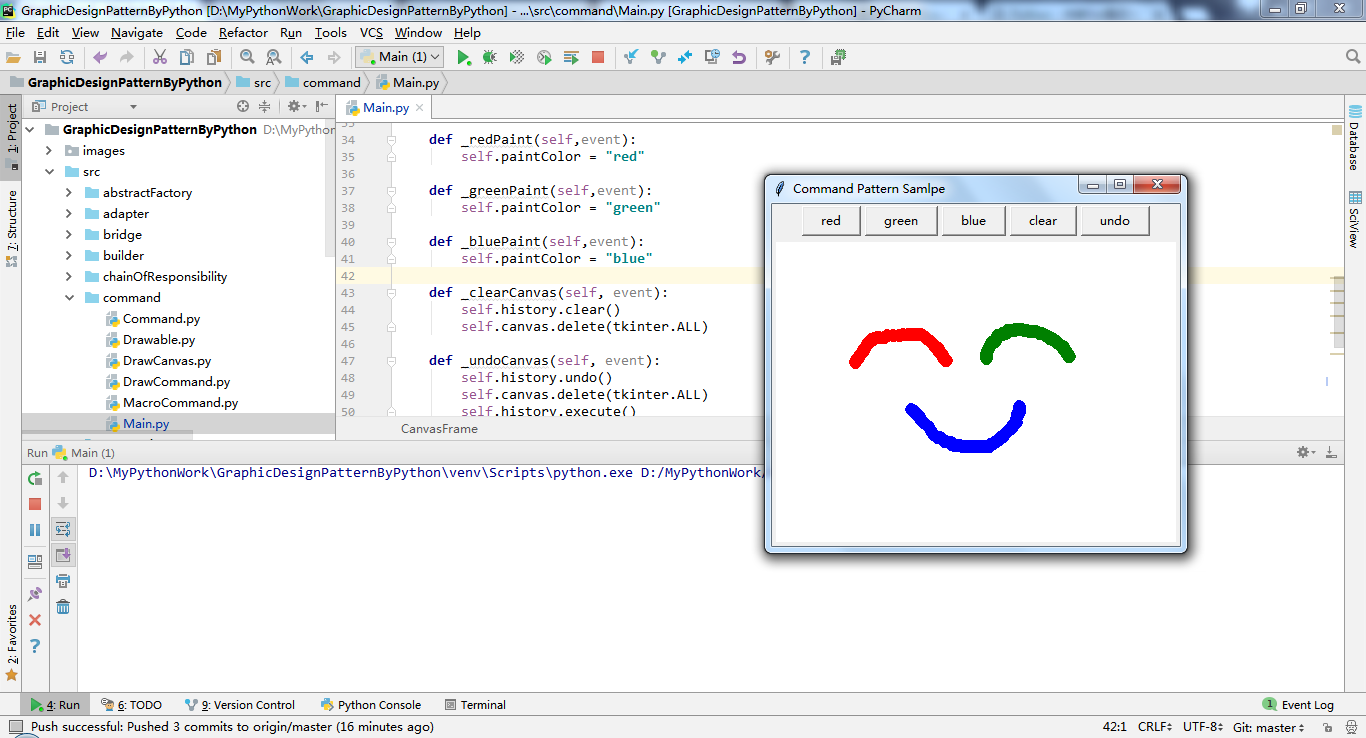 GraphicDesignPatternByPython [D:\MyPythonWork\GraphicDesignPatternByPython] - ...\src\command\Main.py [GraphicDesignPatternByPython] - PyCharm
File Edit View Navigate Code Refactor Run Tools VCS Window Help
Main (1)
GraphicDesignPatternByPython src command Main.py
Project
Main.py
1: Project
7: Structure
2: Favorites
GraphicDesignPatternByPython D:\MyPython
images
src
abstractFactory
adapter
bridge
builder
chainOfResponsibility
command
Command.py
Drawable.py
DrawCanvas.py
DrawCommand.py
MacroCommand.py
Main.py
34 def _redPaint(self,event):
35 self.paintColor = "red"
36
37 def _greenPaint(self,event):
38 self.paintColor = "green"
39
40 def _bluePaint(self,event):
41 self.paintColor = "blue"
42
43 def _clearCanvas(self, event):
44 self.history.clear()
45 self.canvas.delete(tkinter.ALL)
46
47 def _undoCanvas(self, event):
48 self.history.undo()
49 self.canvas.delete(tkinter.ALL)
50 self.history.execute()
CanvasFrame
Command Pattern Samlpe
red green blue clear undo
Database
SciView
Run Main (1)
D:\MyPythonWork\GraphicDesignPatternByPython\venv\Scripts\python.exe D:/MyPythonWork/
4: Run 6: TODO 9: Version Control Python Console Terminal 1 Event Log
Push successful: Pushed 3 commits to origin/master (16 minutes ago) 42:1 CRLF UTF-8 Git: master